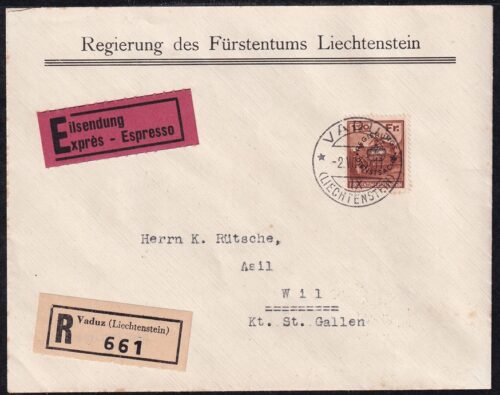 Regierung des Fürstentums Liechtenstein
Eilsendung
Exprès - Espresso
Fr.
VADUZ
(LIECHTENSTEIN)
Herrn K. Rütsche,
Asil
Wil
Kt. St. Gallen
R
Vaduz (Liechtenstein)
661